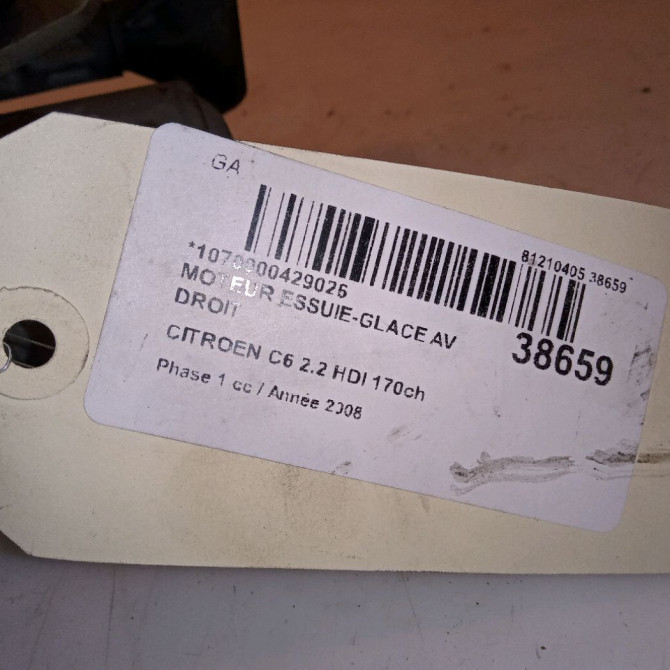 GA
81210405 38659*
*1070000429026
MOTEUR ESSUIE-GLACE AV
DROIT
38659
CITROEN C6 2.2 HDI 170ch
Phase 1 cc / Année 2008